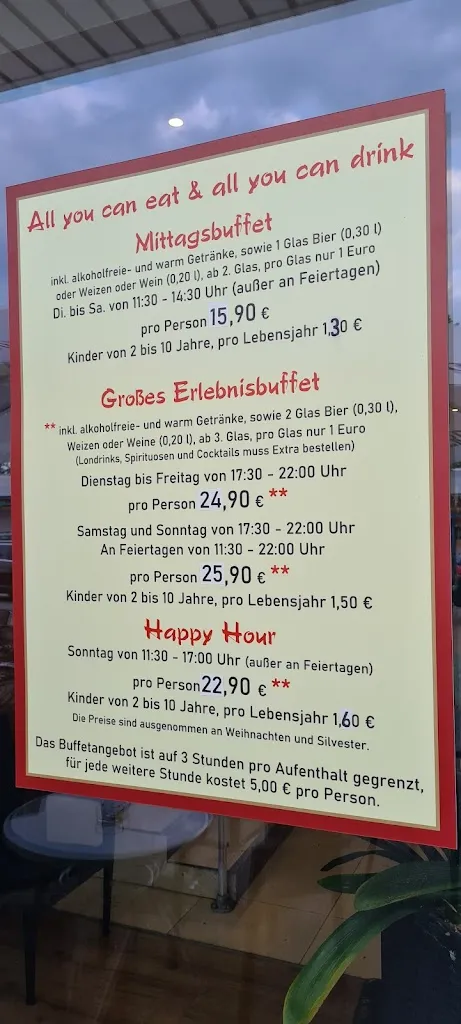 All you can eat & all you can drink
Mittagsbuffet
inkl. alkoholfreie- und warm Getränke, sowie 1 Glas Bier (0,30 l)
oder Weizen oder Wein (0,20 l), ab 2. Glas, pro Glas nur 1 Euro
Di. bis Sa. von 11:30 - 14:30 Uhr (außer an Feiertagen)
pro Person 15,90 €
Kinder von 2 bis 10 Jahre, pro Lebensjahr 1,30 €
Großes Erlebnisbuffet
** inkl. alkoholfreie- und warm Getränke, sowie 2 Glas Bier (0,30 l),
Weizen oder Weine (0,20 l), ab 3. Glas, pro Glas nur 1 Euro
(Londrinks, Spirituosen und Cocktails muss Extra bestellen)
Dienstag bis Freitag von 17:30 - 22:00 Uhr
pro Person 24,90 € **
Samstag und Sonntag von 17:30 - 22:00 Uhr
An Feiertagen von 11:30 - 22:00 Uhr
pro Person 25,90 € **
Kinder von 2 bis 10 Jahre, pro Lebensjahr 1,50 €
Happy Hour
Sonntag von 11:30 - 17:00 Uhr (außer an Feiertagen)
pro Person 22,90 € **
Kinder von 2 bis 10 Jahre, pro Lebensjahr 1,60 €
Die Preise sind ausgenommen an Weihnachten und Silvester.
Das Buffetangebot ist auf 3 Stunden pro Aufenthalt gegrenzt,
für jede weitere Stunde kostet 5,00 € pro Person.